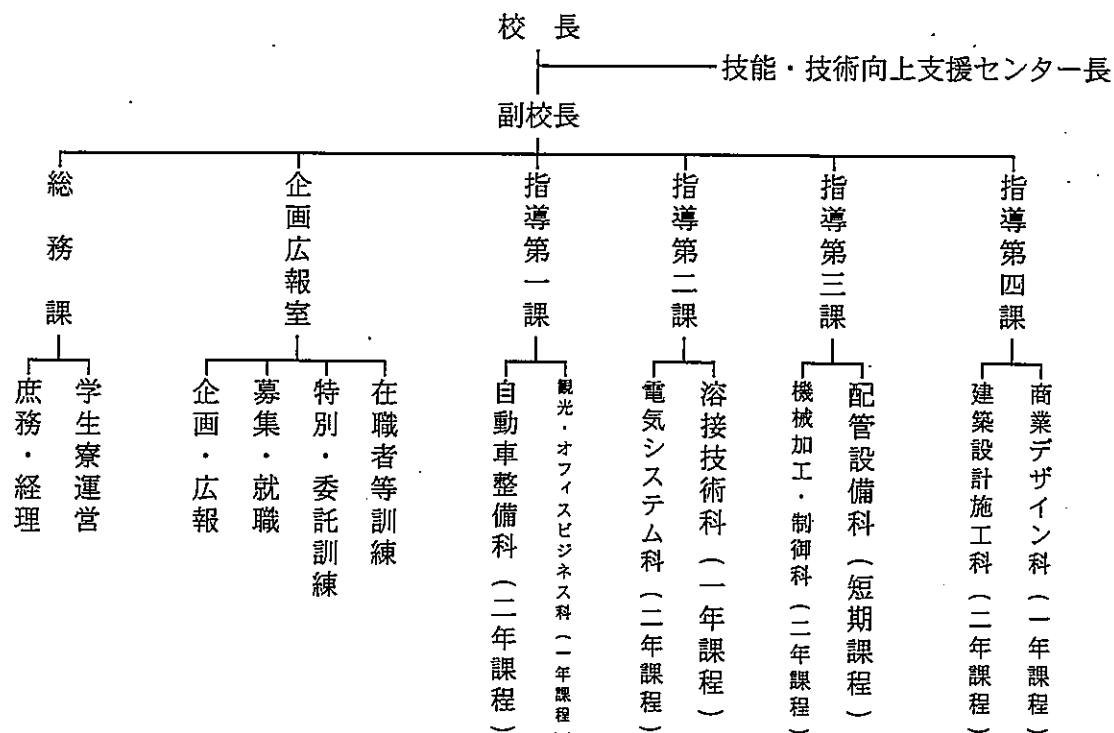 校長
技能・技術向上支援センター長
副校長
総務課
企画広報室
指導第一課
指導第二課
指導第三課
指導第四課
庶務・経理
学生寮運営
企画・広報
募集・就職
特別・委託訓練
在職者等訓練
自動車整備科(二年課程)
観光・オフィスビジネス科(一年課程)
電気システム科(二年課程)
溶接技術科(一年課程)
機械加工・制御科(二年課程)
配管設備科(短期課程)
建築設計施工科(二年課程)
商業デザイン科(一年課程)